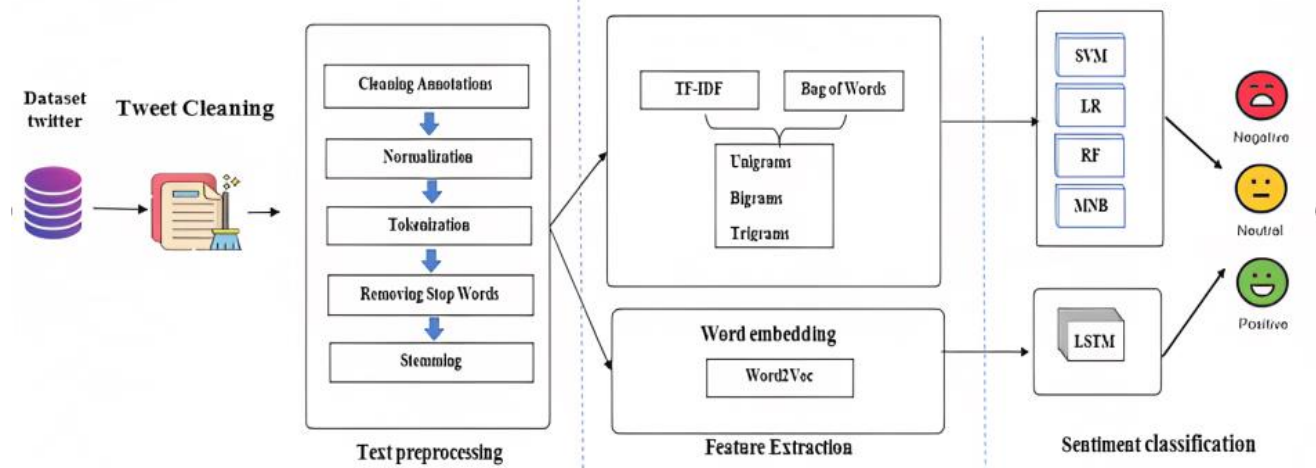 Dataset
twitter
Tweet Cleaning
Cleaning Annotations
Normalization
Tokenization
Removing Stop Words
Stemming
Text preprocessing
TF-IDF
Bag of Words
Unigrams
Bigrams
Trigrams
Word embedding
Word2Vec
Feature Extraction
SVM
LR
RF
MNB
LSTM
Sentiment classification
Negative
Neutral
Positive